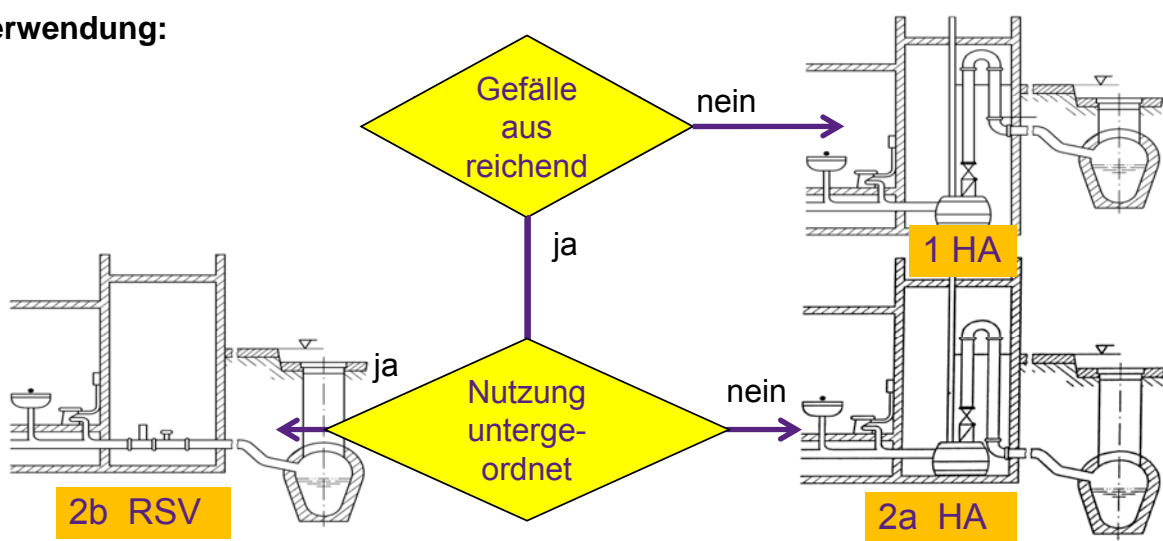 erwendung:
Gefälle
aus
reichend
nein
1 HA
ja
ja
Nutzung
unterge-
ordnet
nein
2b RSV
2a HA